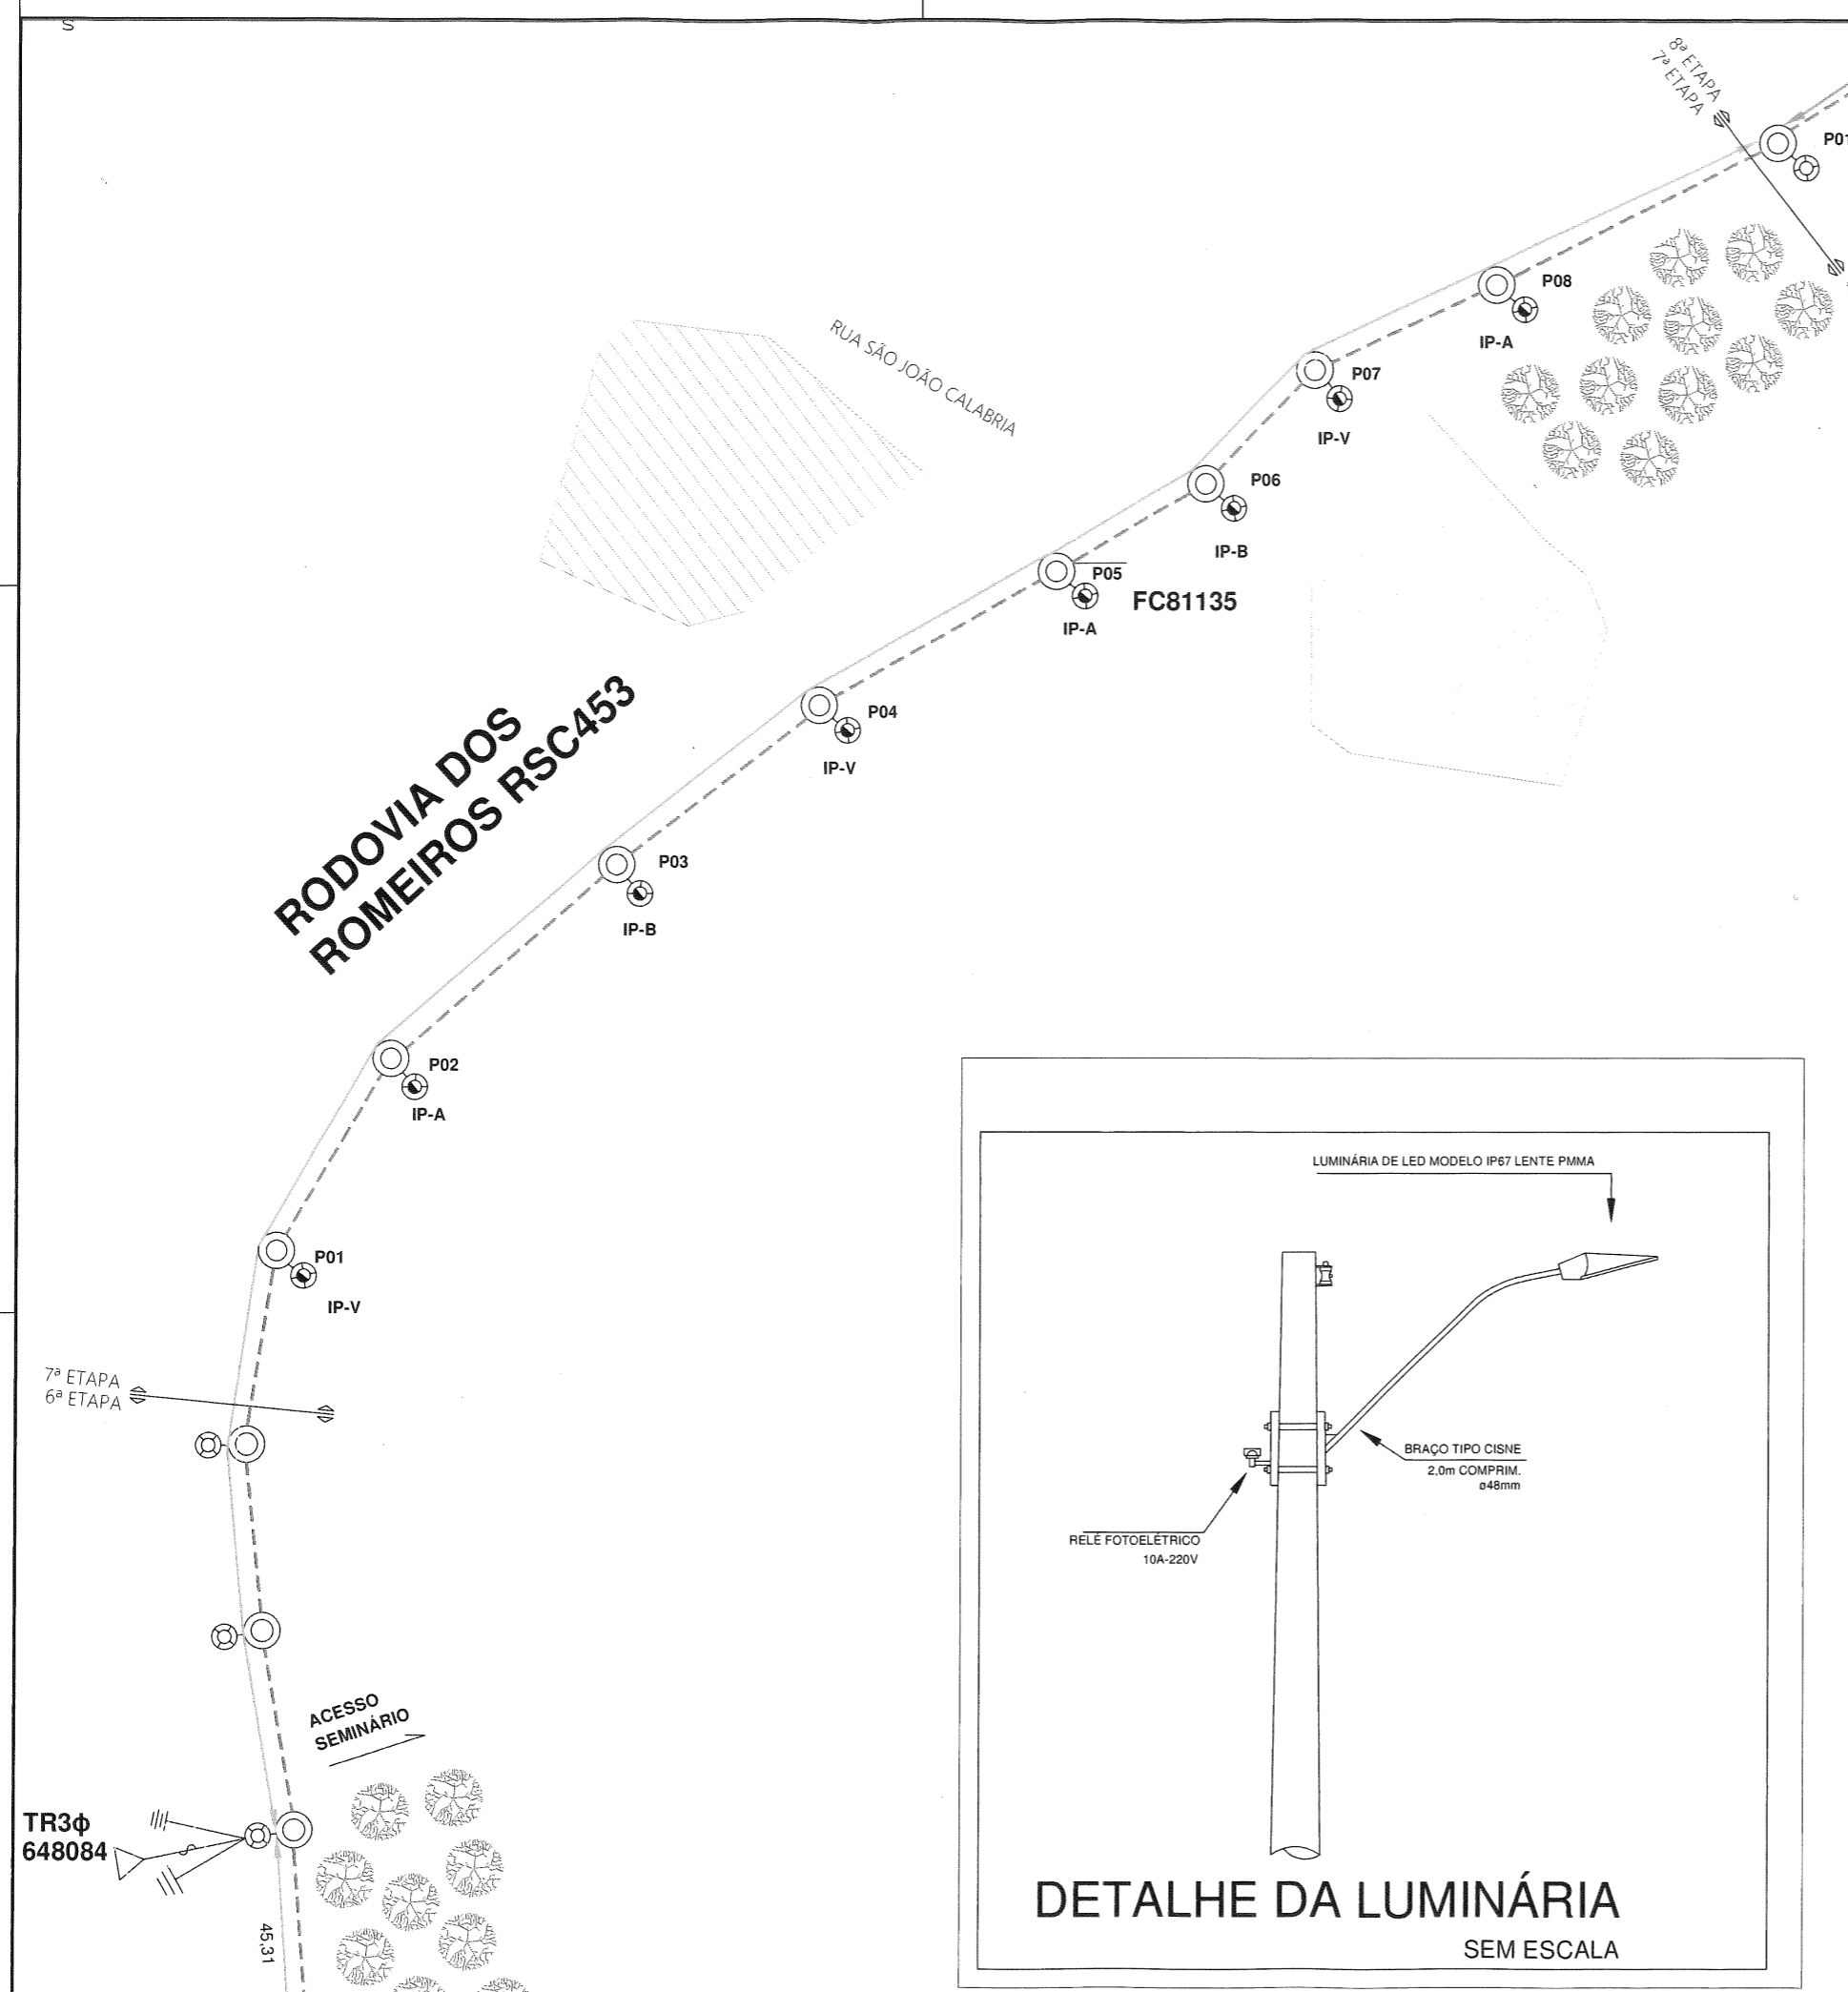 S
8ª ETAPA
7ª ETAPA
P01
P08
IP-A
RUA SÃO JOÃO CALABRIA
P07
IP-V
P06
IP-B
P05
FC81135
IP-A
P04
IP-V
RODOVIA DOS
ROMEIROS RSC453
P03
IP-B
P02
IP-A
P01
IP-V
7ª ETAPA
6ª ETAPA
ACESSO
SEMINÁRIO
TR3ϕ
648084
45,31
LUMINÁRIA DE LED MODELO IP67 LENTE PMMA
BRAÇO TIPO CISNE
2,0m COMPRIM.
ø48mm
RELÉ FOTOELÉTRICO
10A-220V
DETALHE DA LUMINÁRIA
SEM ESCALA